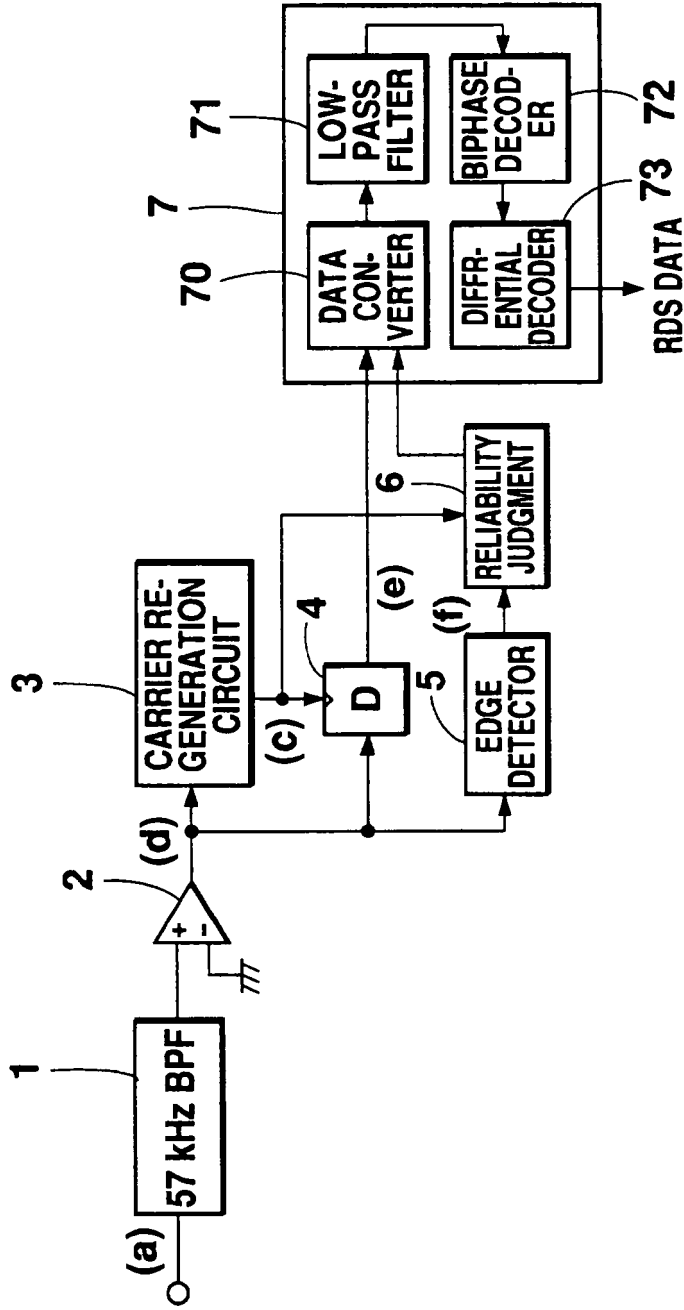 (a)
1
57 kHz BPF
2
+
-
(d)
3
CARRIER RE-
GENERATION
CIRCUIT
(c)
4
D
(e)
5
EDGE
DETECTOR
(f)
6
RELIABILITY
JUDGMENT
7
70
DATA
CON-
VERTER
71
LOW-
PASS
FILTER
BIPHASE
DECOD-
ER
72
DIFFR-
ENTIAL
DECODER
73
RDS DATA